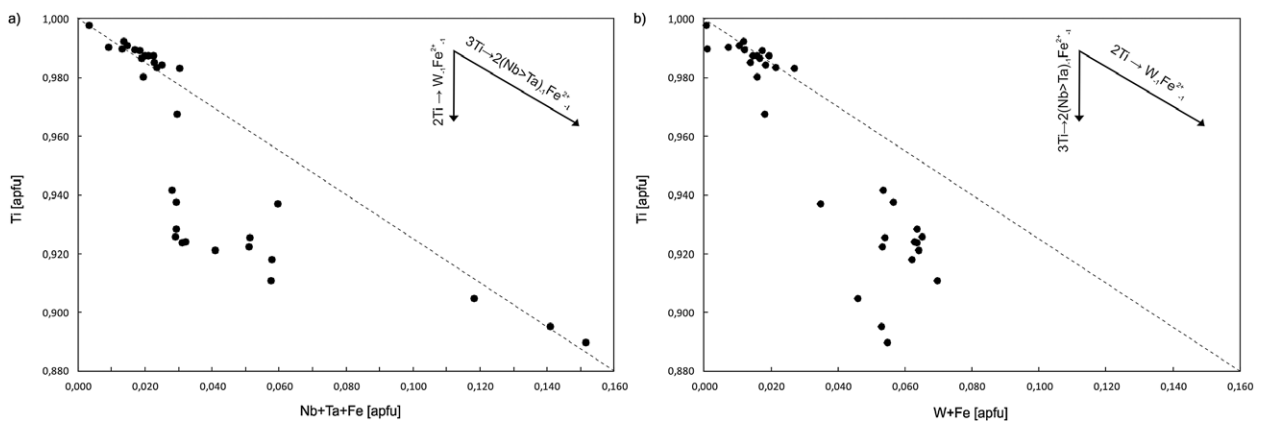 a)
1,000
0,980
0,960
0,940
0,920
0,900
0,880
Ti [apfu]
0,000 0,020 0,040 0,060 0,080 0,100 0,120 0,140 0,160
Nb+Ta+Fe [apfu]
2Ti → W₋₁Fe²⁺₋₁
3Ti→2(Nb>Ta)₋₁Fe²⁺₋₁
b)
1,000
0,980
0,960
0,940
0,920
0,900
0,880
Ti [apfu]
0,000 0,020 0,040 0,060 0,080 0,100 0,120 0,140 0,160
W+Fe [apfu]
3Ti→2(Nb>Ta)₋₁Fe²⁺₋₁
2Ti → W₋₁Fe²⁺₋₁